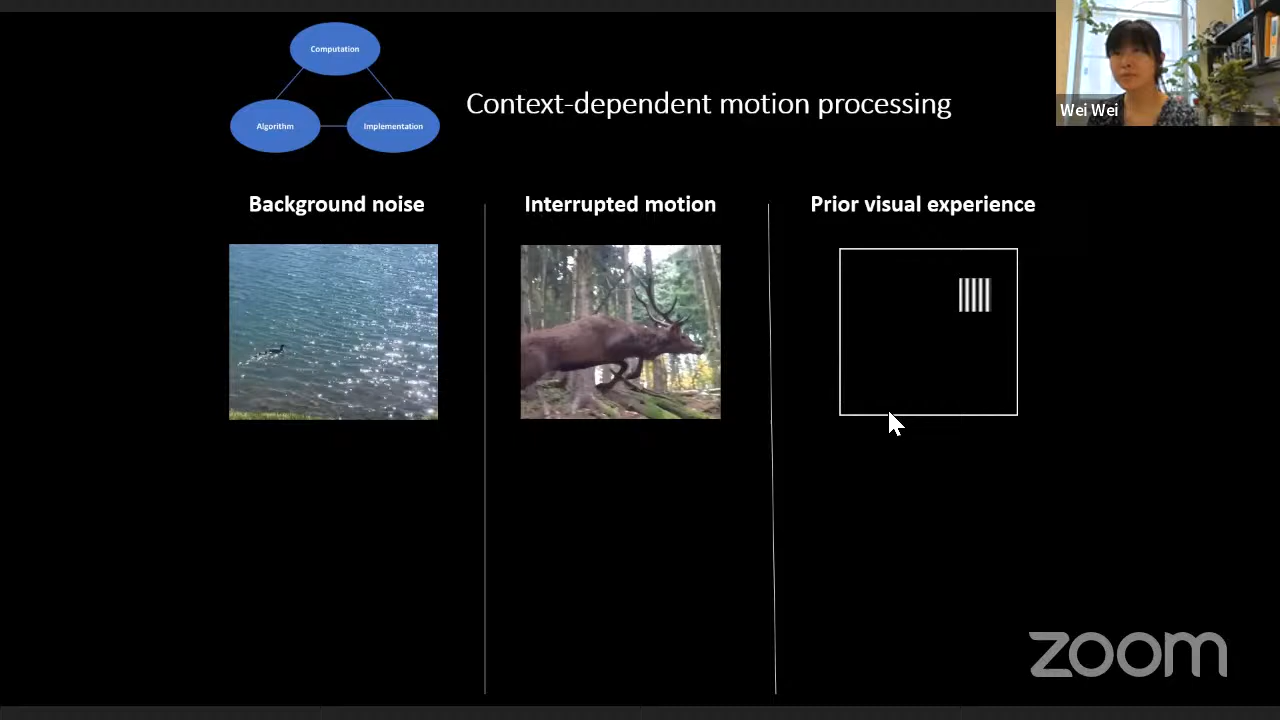 Computation
Algorithm
Implementation
Context-dependent motion processing
Wei Wei
Background noise
Interrupted motion
Prior visual experience
zoom